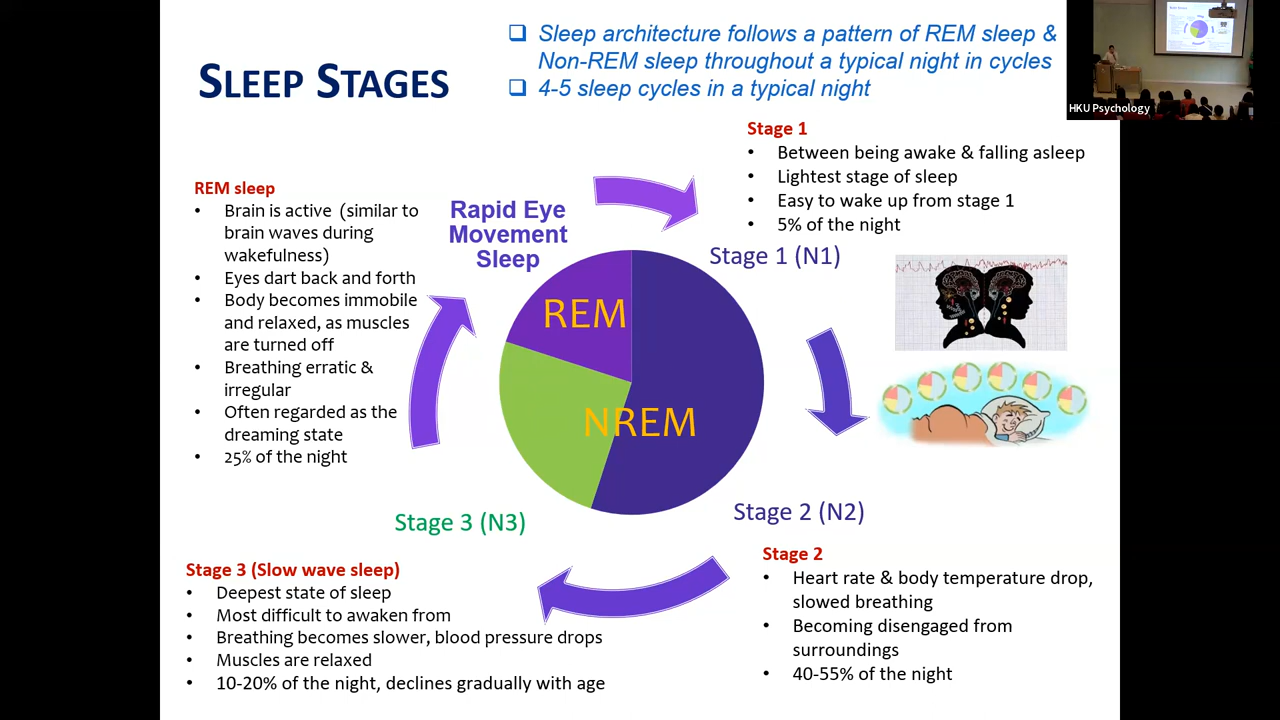 SLEEP STAGES
❑ Sleep architecture follows a pattern of REM sleep &
Non-REM sleep throughout a typical night in cycles
❑ 4-5 sleep cycles in a typical night
HKU Psychology
Stage 1
• Between being awake & falling asleep
• Lightest stage of sleep
• Easy to wake up from stage 1
• 5% of the night
REM sleep
• Brain is active (similar to
brain waves during
wakefulness)
• Eyes dart back and forth
• Body becomes immobile
and relaxed, as muscles
are turned off
• Breathing erratic &
irregular
• Often regarded as the
dreaming state
• 25% of the night
Rapid Eye
Movement
Sleep
Stage 1 (N1)
REM
NREM
Stage 3 (N3)
Stage 2 (N2)
Stage 3 (Slow wave sleep)
• Deepest state of sleep
• Most difficult to awaken from
• Breathing becomes slower, blood pressure drops
• Muscles are relaxed
• 10-20% of the night, declines gradually with age
Stage 2
• Heart rate & body temperature drop,
slowed breathing
• Becoming disengaged from
surroundings
• 40-55% of the night